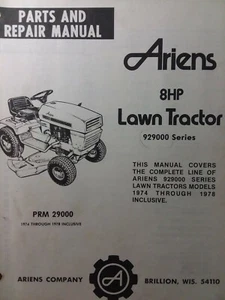 PARTS AND
REPAIR MANUAL
Ariens
8HP
Lawn Tractor
929000 Series
THIS MANUAL COVERS
THE COMPLETE LINE OF
ARIENS 929000 SERIES
LAWN TRACTORS MODELS
1974 THROUGH 1978
INCLUSIVE.
PRM 29000
1974 THROUGH 1978 INCLUSIVE
ARIENS COMPANY
A
BRILLION, WIS. 54110